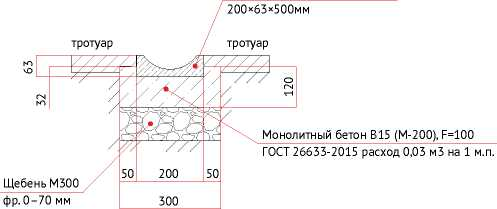 200×63×500мм
тротуар
тротуар
63
32
120
Монолитный бетон В15 (М-200), F=100
ГОСТ 26633-2015 расход 0,03 м3 на 1 м.п.
Щебень М300
фр. 0–70 мм
50
200
50
300